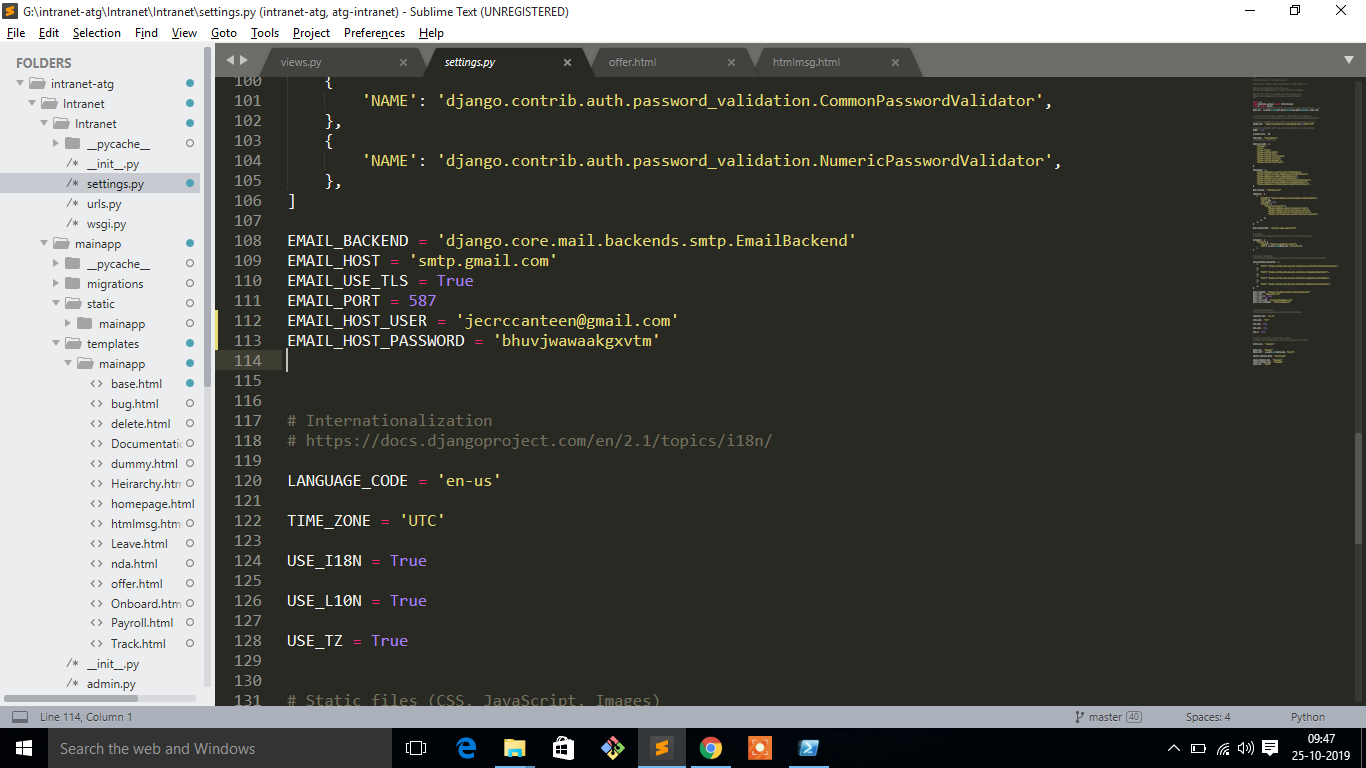 G:\intranet-atg\Intranet\Intranet\settings.py (intranet-atg, atg-intranet) - Sublime Text (UNREGISTERED)
File Edit Selection Find View Goto Tools Project Preferences Help
FOLDERS
intranet-atg
Intranet
Intranet
__pycache__
/* __init__.py
/* settings.py
/* urls.py
/* wsgi.py
mainapp
__pycache__
migrations
static
mainapp
templates
mainapp
<> base.html
<> bug.html
<> delete.html
<> Documentatic
<> dummy.html
<> Heirarchy.htm
<> homepage.html
<> htmlmsg.htm
<> Leave.html
<> nda.html
<> offer.html
<> Onboard.htm
<> Payroll.html
<> Track.html
/* __init__.py
/* admin.py
views.py × settings.py × offer.html × htmlmsg.html ×
100 {
101 'NAME': 'django.contrib.auth.password_validation.CommonPasswordValidator',
102 },
103 {
104 'NAME': 'django.contrib.auth.password_validation.NumericPasswordValidator',
105 },
106 ]
107
108 EMAIL_BACKEND = 'django.core.mail.backends.smtp.EmailBackend'
109 EMAIL_HOST = 'smtp.gmail.com'
110 EMAIL_USE_TLS = True
111 EMAIL_PORT = 587
112 EMAIL_HOST_USER = 'jecrccanteen@gmail.com'
113 EMAIL_HOST_PASSWORD = 'bhuvjwawaakgxvtm'
114
115
116
117 # Internationalization
118 # https://docs.djangoproject.com/en/2.1/topics/i18n/
119
120 LANGUAGE_CODE = 'en-us'
121
122 TIME_ZONE = 'UTC'
123
124 USE_I18N = True
125
126 USE_L10N = True
127
128 USE_TZ = True
129
130
131 # Static files (CSS, JavaScript, Images)
Line 114, Column 1
master 40
Spaces: 4
Python
Search the web and Windows
09:47
25-10-2019